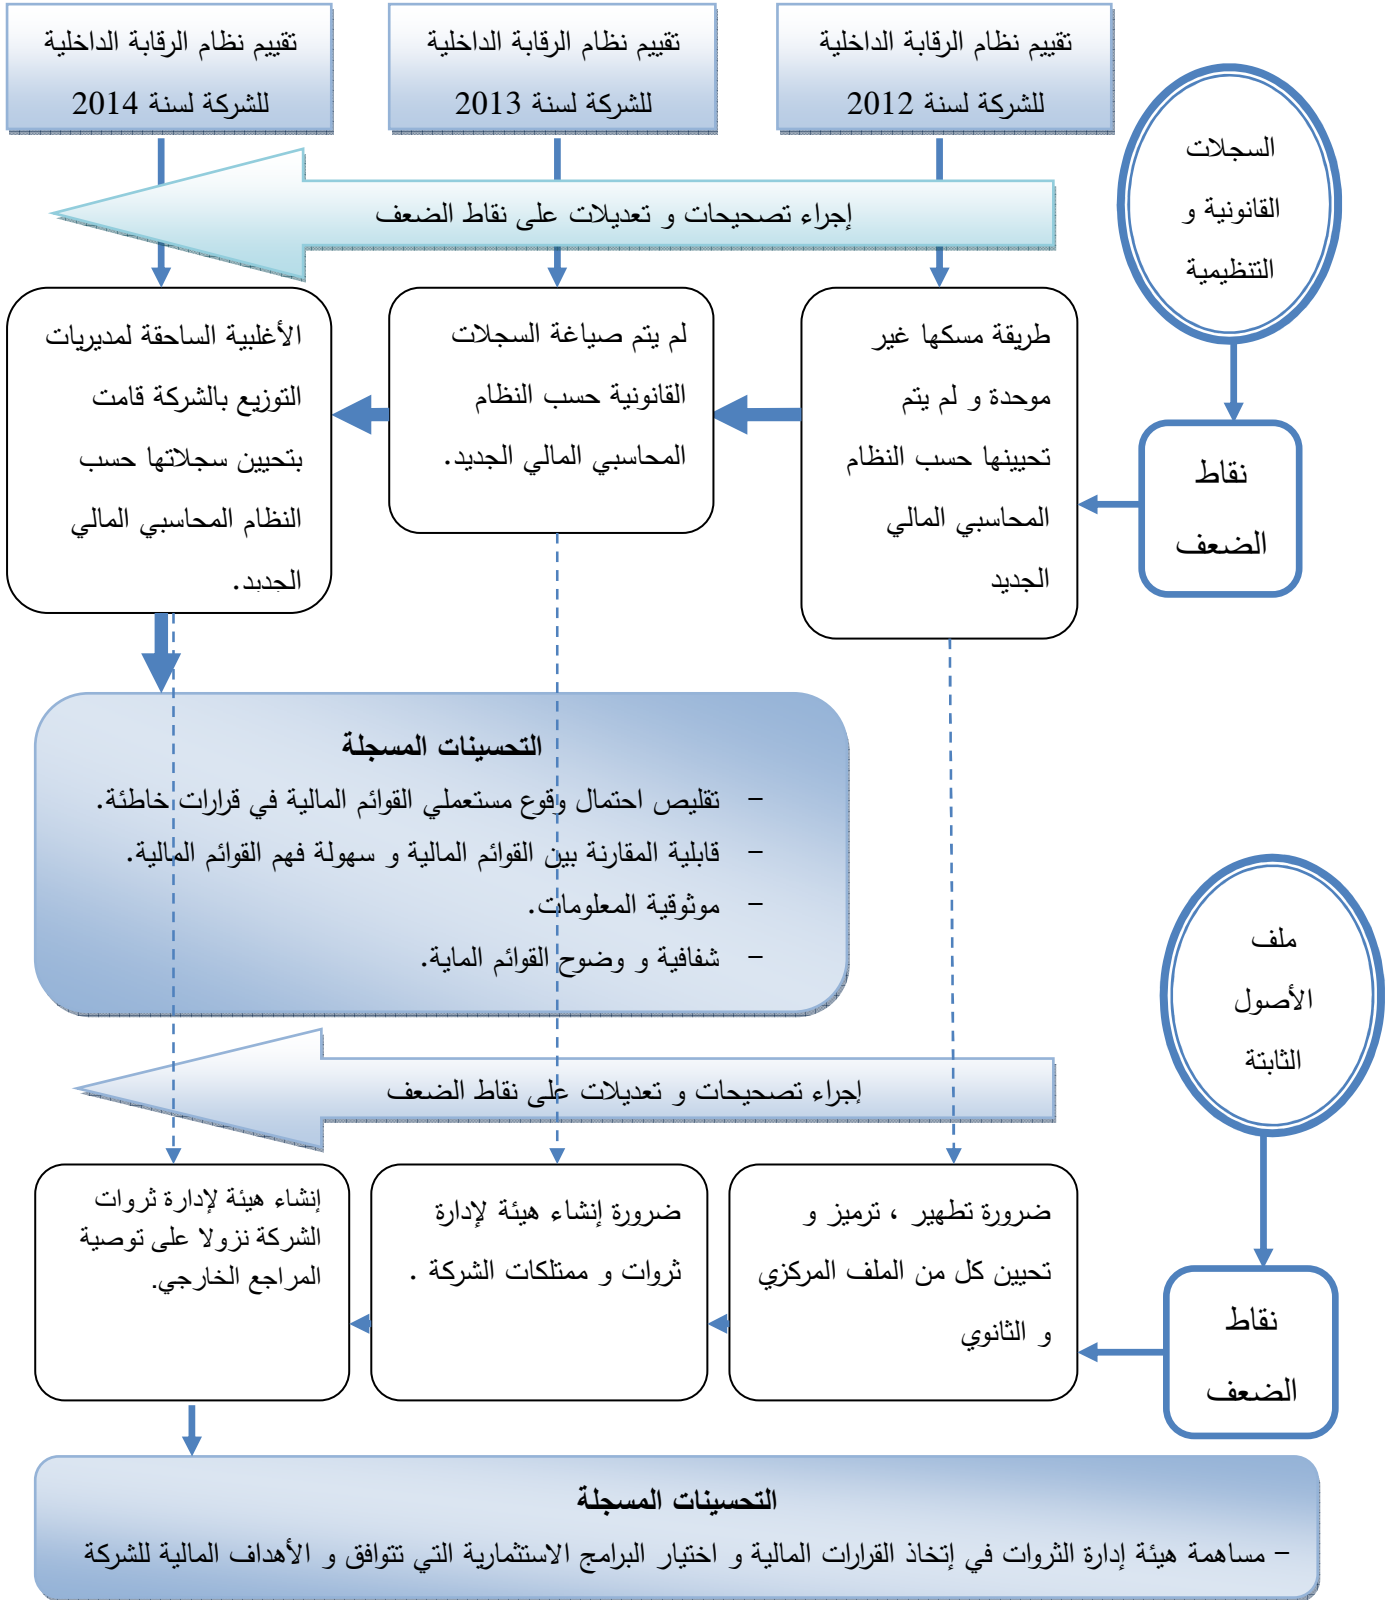 تقييم نظام الرقابة الداخلية
للشركة لسنة 2012
تقييم نظام الرقابة الداخلية
للشركة لسنة 2013
تقييم نظام الرقابة الداخلية
للشركة لسنة 2014
السجلات
القانونية و
التنظيمية
إجراء تصحيحات و تعديلات على نقاط الضعف
نقاط
الضعف
طريقة مسكها غير
موحدة و لم يتم
تحيينها حسب النظام
المحاسبي المالي
الجديد
لم يتم صياغة السجلات
القانونية حسب النظام
المحاسبي المالي الجديد.
الأغلبية الساحقة لمديريات
التوزيع بالشركة قامت
بتحيين سجلاتها حسب
النظام المحاسبي المالي
الجديد.
التحسينات المسجلة
- تقليص احتمال وقوع مستعملي القوائم المالية في قرارات خاطئة.
- قابلية المقارنة بين القوائم المالية و سهولة فهم القوائم المالية.
- موثوقية المعلومات.
- شفافية و وضوح القوائم الماية.
ملف
الأصول
الثابتة
إجراء تصحيحات و تعديلات على نقاط الضعف
نقاط
الضعف
ضرورة تطهير ، ترميز و
تحيين كل من الملف المركزي
و الثانوي
ضرورة إنشاء هيئة لإدارة
ثروات و ممتلكات الشركة .
إنشاء هيئة لإدارة ثروات
الشركة نزولا على توصية
المراجع الخارجي.
التحسينات المسجلة
- مساهمة هيئة إدارة الثروات في إتخاذ القرارات المالية و اختيار البرامج الاستثمارية التي تتوافق و الأهداف المالية للشركة